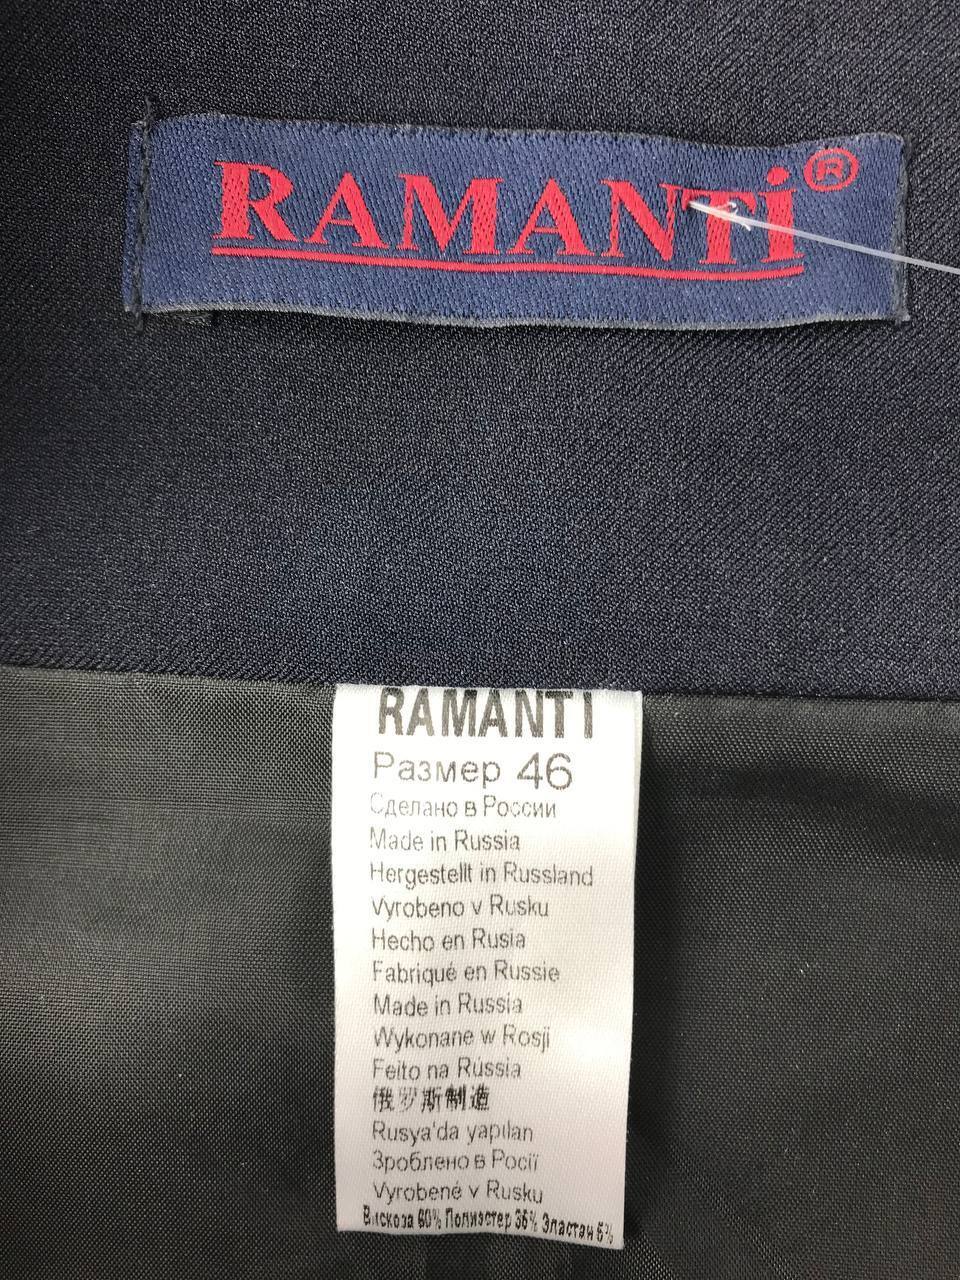 RAMANTi®
RAMANTI
Размер 46
Сделано в России
Made in Russia
Hergestellt in Russland
Vyrobeno v Rusku
Hecho en Rusia
Fabriqué en Russie
Made in Russia
Wykonane w Rosji
Feito na Rússia
俄罗斯制造
Rusya'da yapılan
Зроблено в Росії
Vyrobené v Rusku
Вискоза 60% Полиэстер 35% Эластан 5%